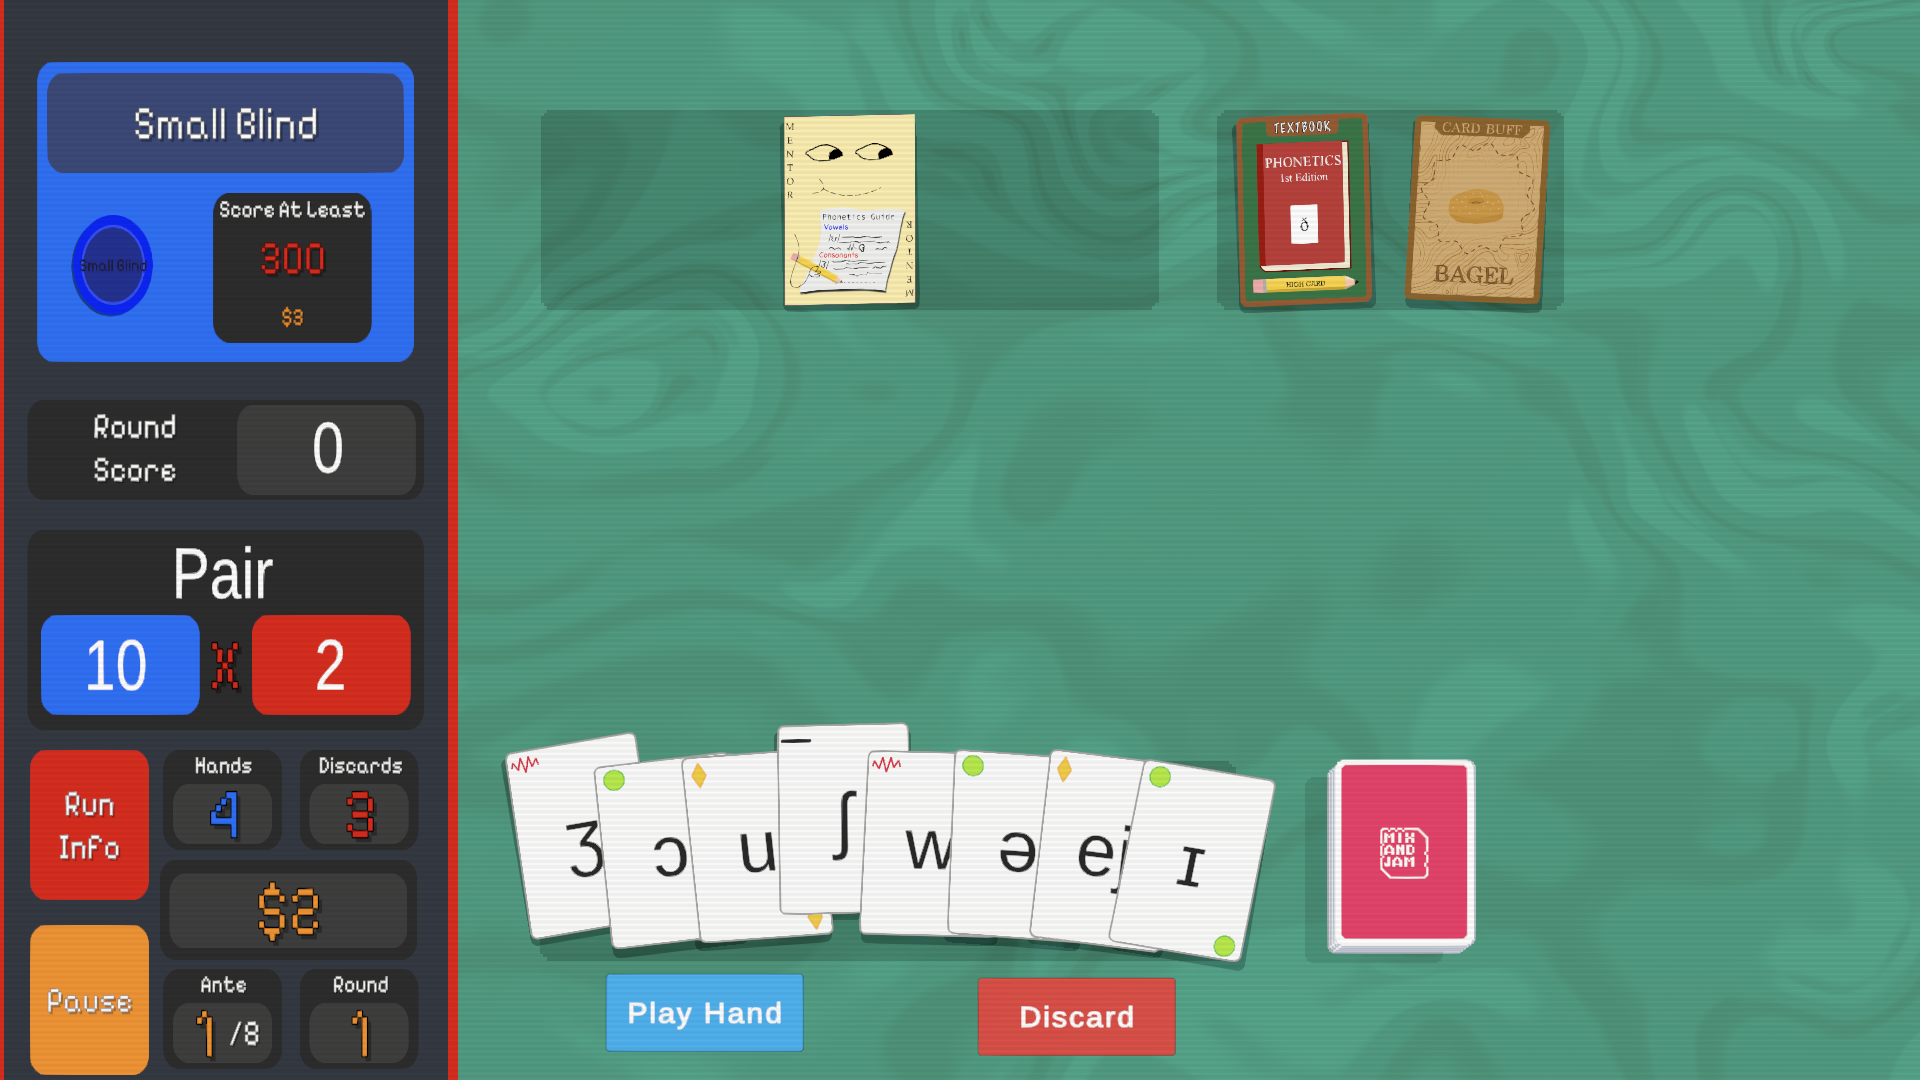 Small Blind
Small Blind
Score At Least
300
$3
Round
Score
0
Pair
10 X 2
Run
Info
Hands
4
Discards
3
$2
Pause
Ante
1 /8
Round
1
MENTOR
Phonetics Guide
Vowels
Consonants
MENTOR
TEXTBOOK
PHONETICS
1st Edition
ð
HIGH CARD
CARD BUFF
BAGEL
ʒ
ɔ
u
ʃ
w
ə
ej
ɪ
MIX
AND
JAM
Play Hand
Discard